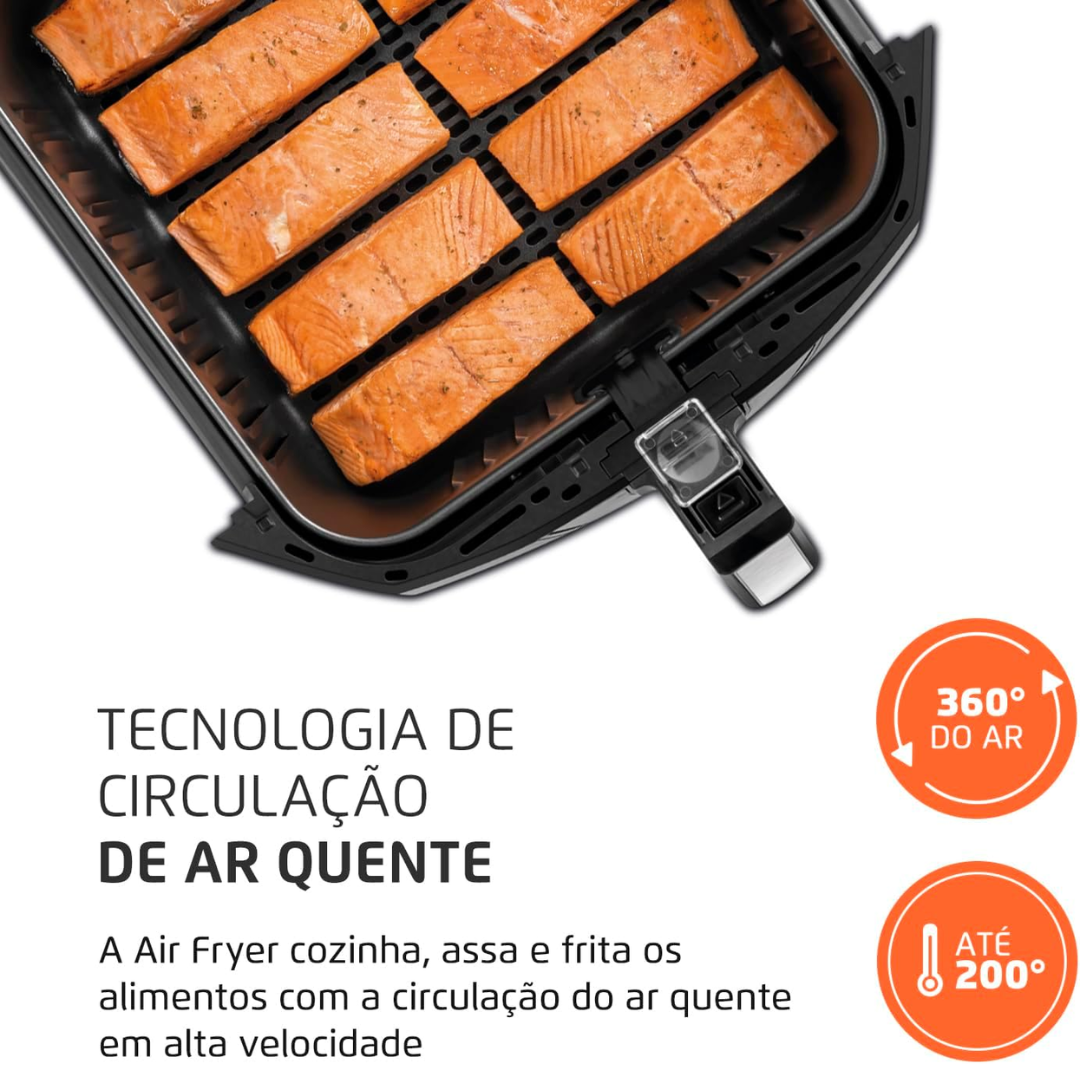 TECNOLOGIA DE
CIRCULAÇÃO
DE AR QUENTE
A Air Fryer cozinha, assa e frita os
alimentos com a circulação do ar quente
em alta velocidade
360°
DO AR
ATÉ
200°